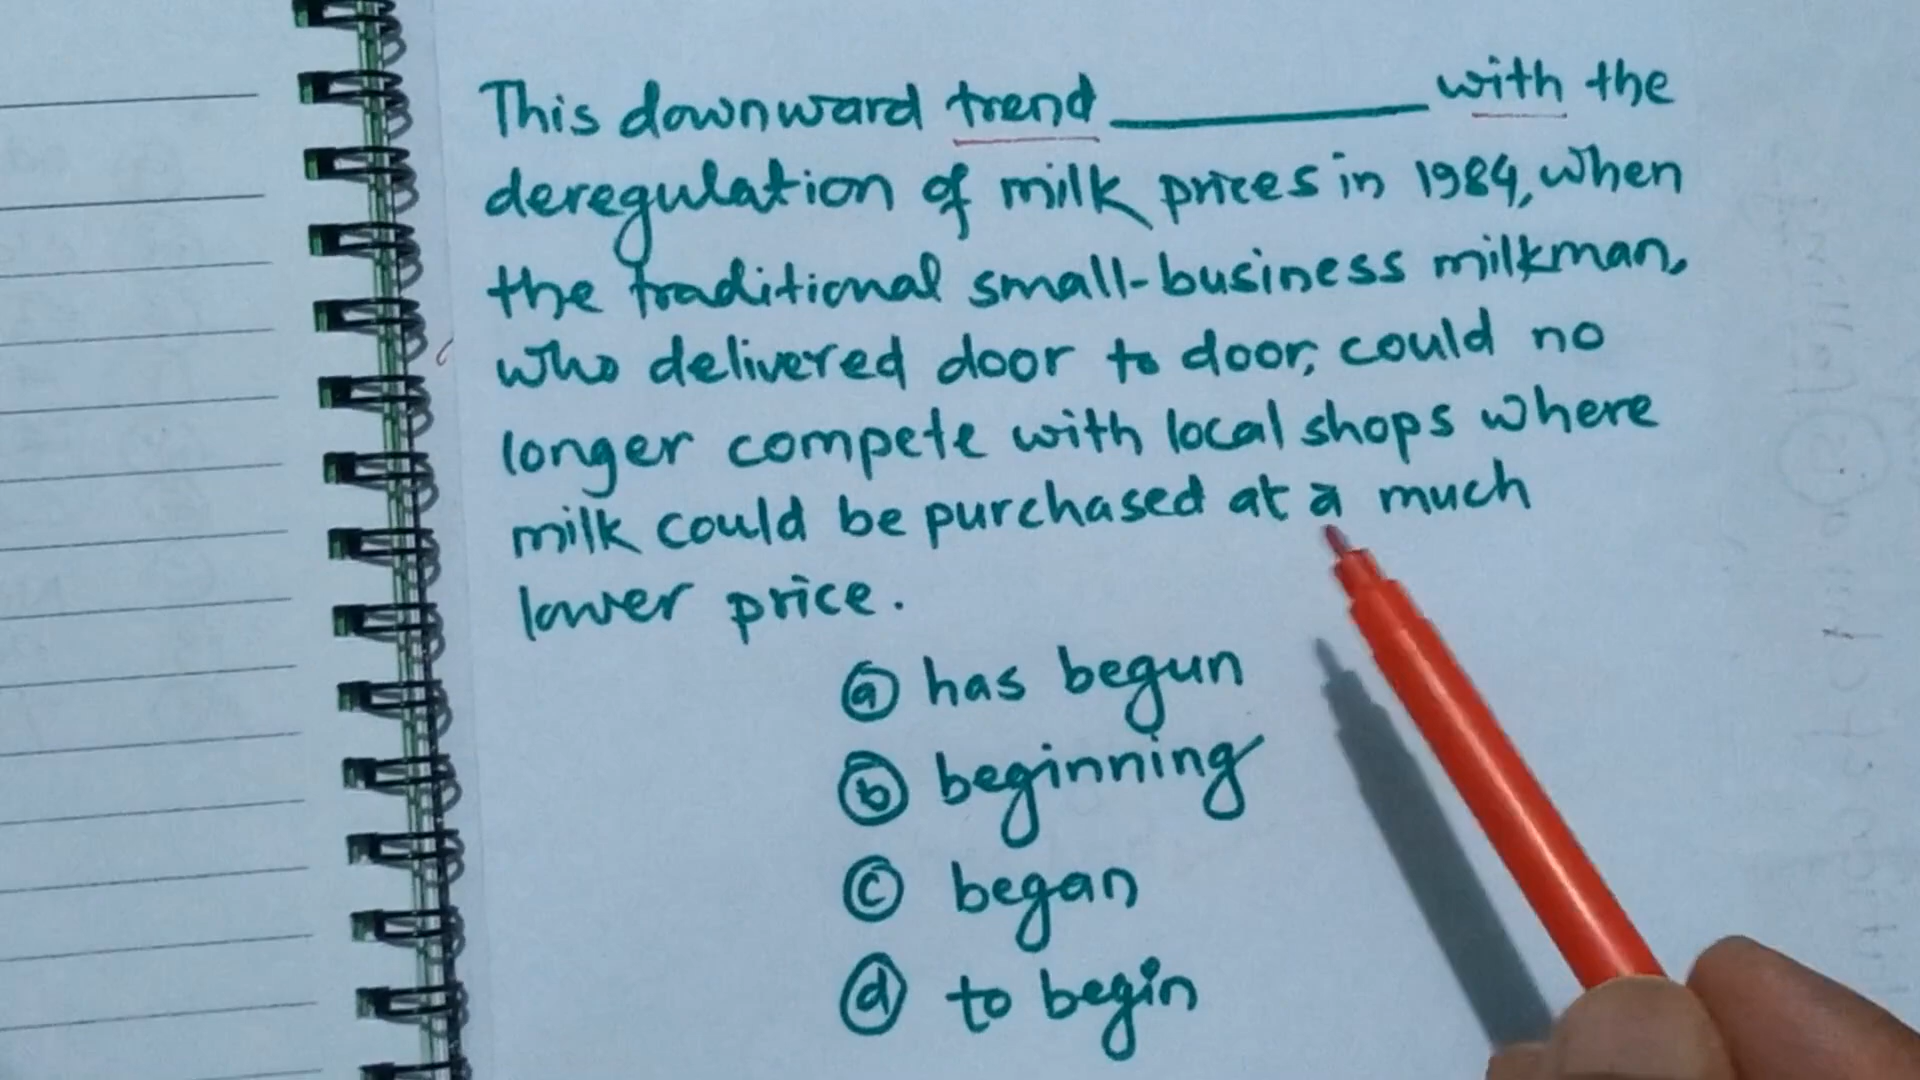 This downward trend __________ with the
deregulation of milk prices in 1984, when
the traditional small-business milkman,
who delivered door to door, could no
longer compete with local shops where
milk could be purchased at a much
lower price.
ⓐ has begun
ⓑ beginning
ⓒ began
ⓓ to begin